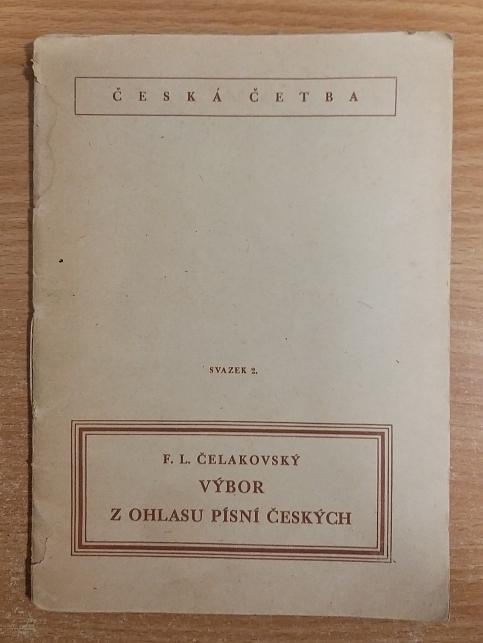 ČESKÁ ČETBA
SVAZEK 2.
F. L. ČELAKOVSKÝ
VÝBOR
Z OHLASU PÍSNÍ ČESKÝCH